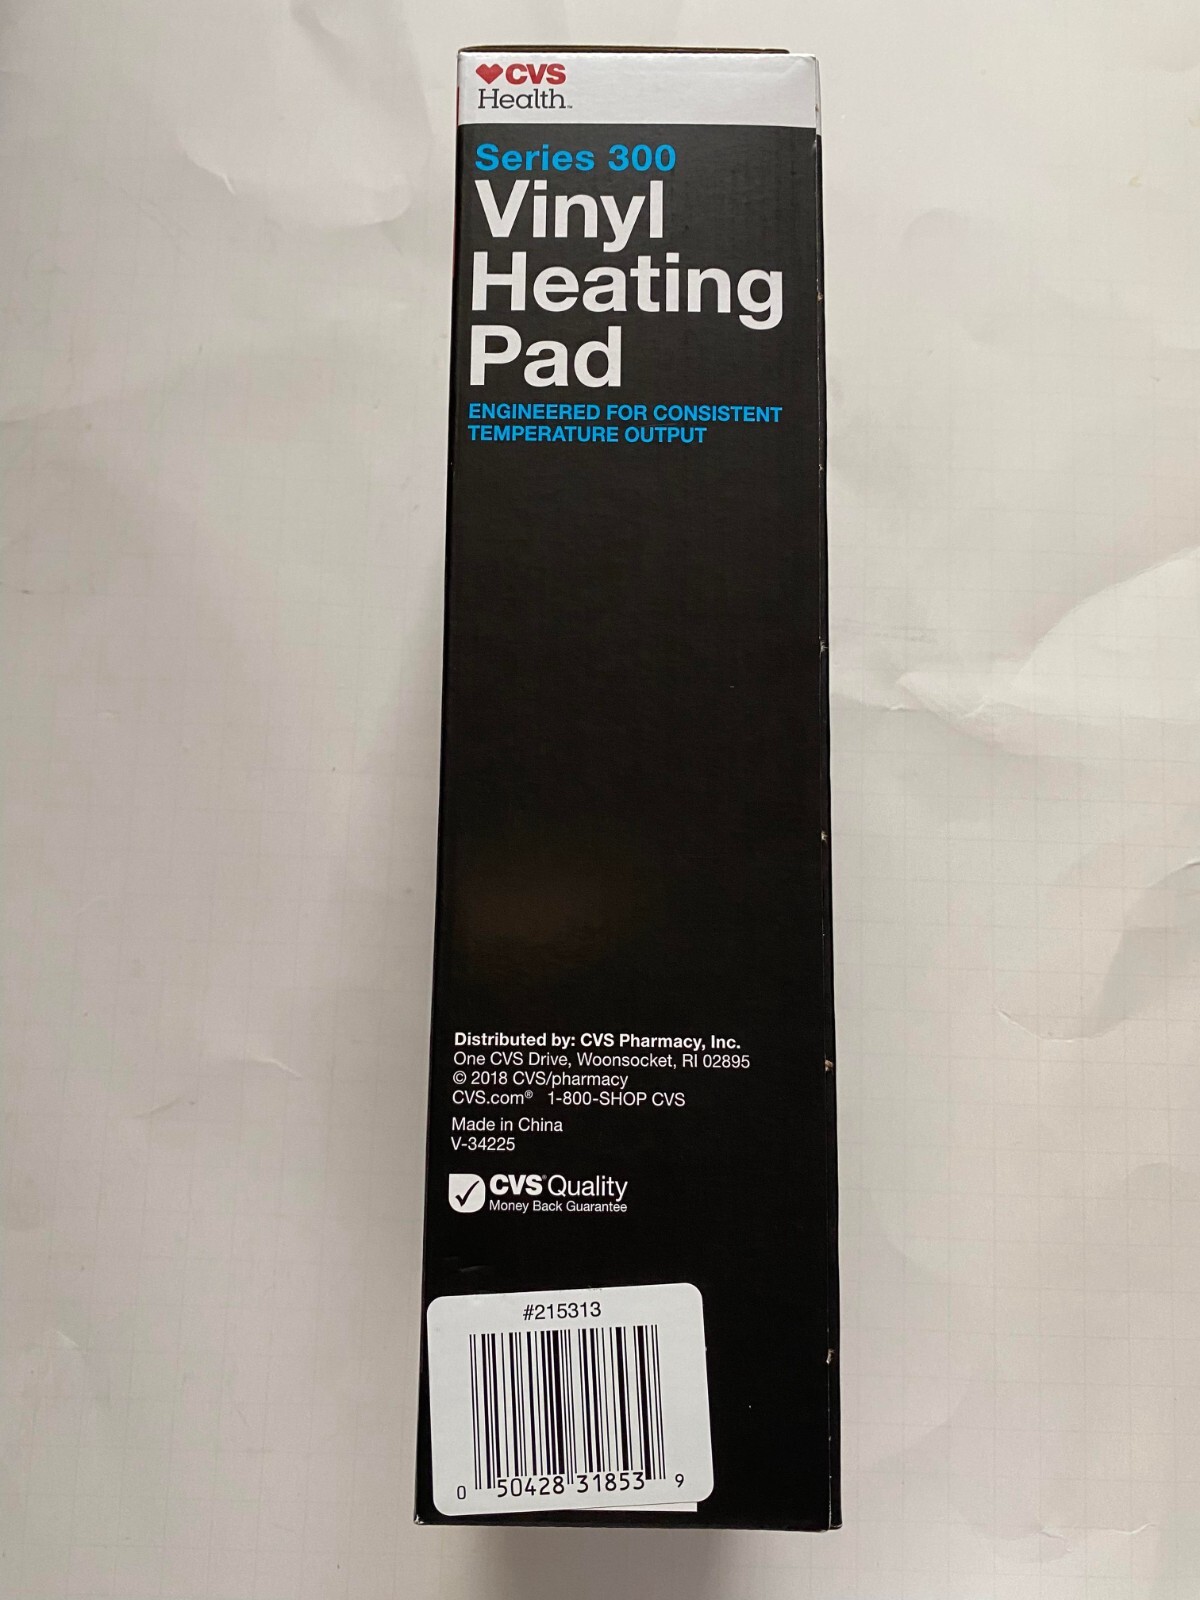 CVS
Health™
Series 300
Vinyl
Heating
Pad
ENGINEERED FOR CONSISTENT
TEMPERATURE OUTPUT
Distributed by: CVS Pharmacy, Inc.
One CVS Drive, Woonsocket, RI 02895
© 2018 CVS/pharmacy
CVS.com® 1-800-SHOP CVS
Made in China
V-34225
CVS® Quality
Money Back Guarantee
#215313
0 50428 31853 9